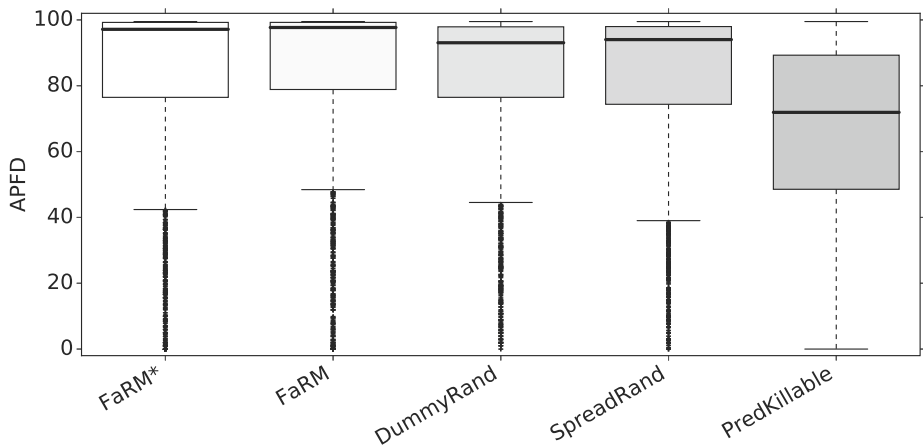 100
80
60
40
20
0
APFD
FaRM*
FaRM
DummyRand
SpreadRand
PredKillable